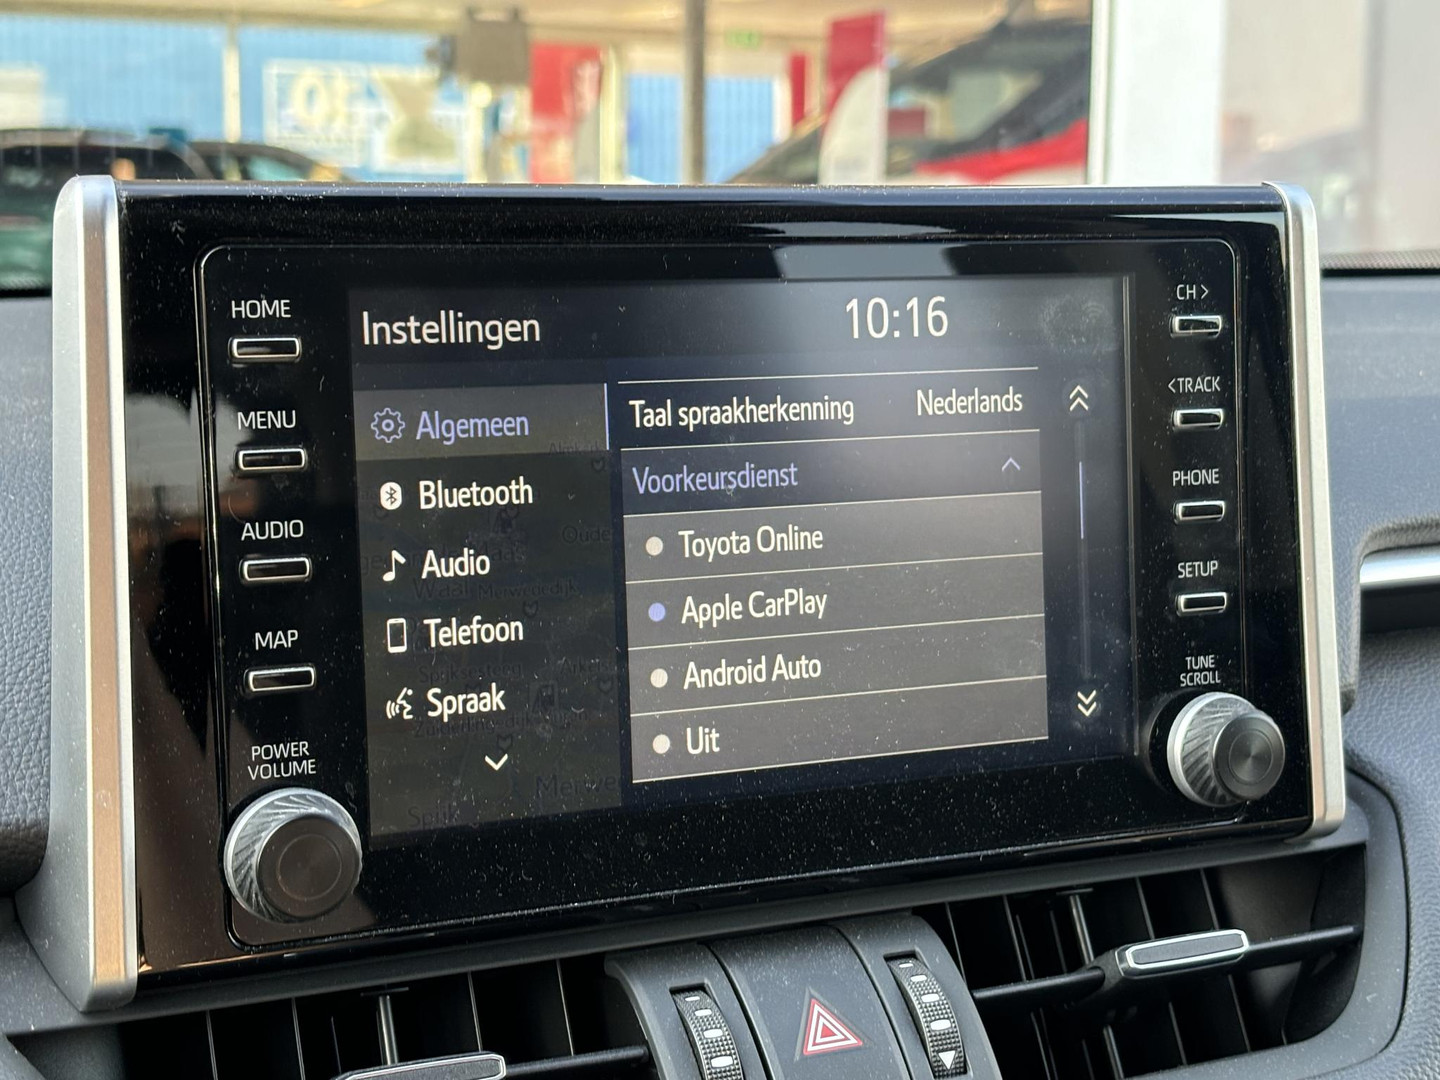 HOME
MENU
AUDIO
MAP
POWER
VOLUME
Instellingen
10:16
Algemeen
Bluetooth
Audio
Telefoon
Spraak
Taal spraakherkenning Nederlands
Voorkeursdienst
Toyota Online
Apple CarPlay
Android Auto
Uit
CH >
< TRACK
PHONE
SETUP
TUNE
SCROLL